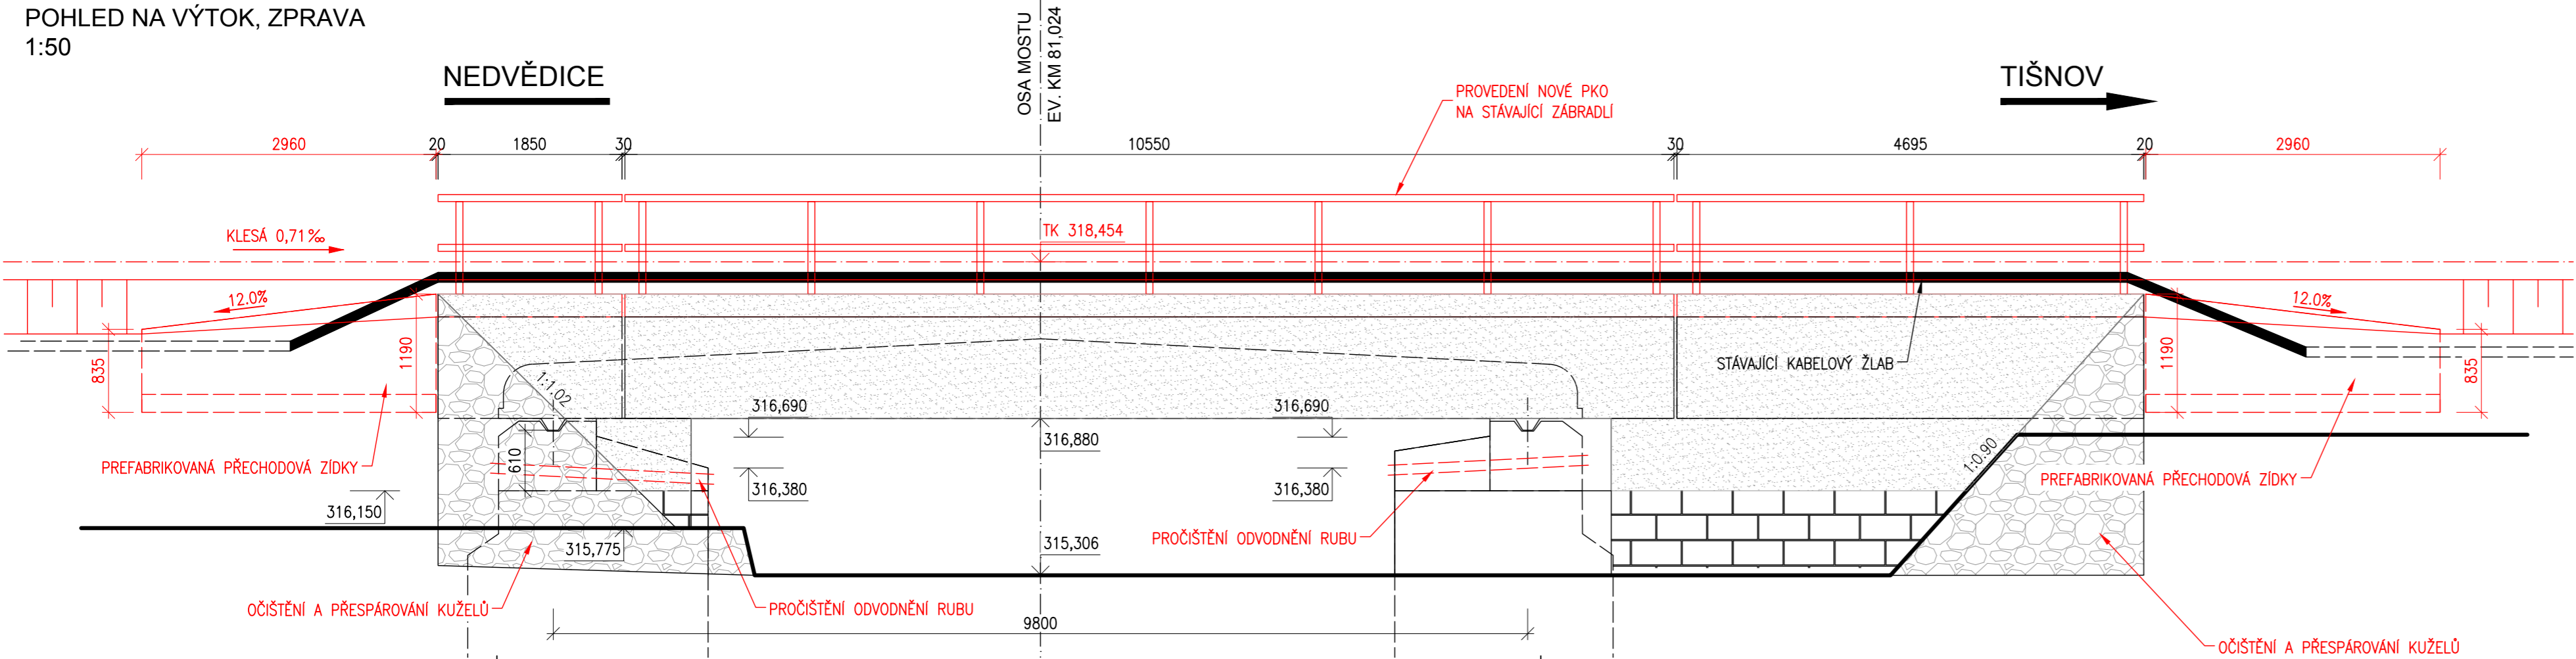 POHLED NA VÝTOK, ZPRAVA
1:50
NEDVĚDICE
OSA MOSTU
EV. KM 81,024
TIŠNOV
PROVEDENÍ NOVÉ PKO
NA STÁVAJÍCÍ ZÁBRADLÍ
2960
20
1850
30
10550
30
4695
20
2960
KLESÁ 0,71‰
TK 318,454
12.0%
12.0%
835
1190
1:1.02
STÁVAJÍCÍ KABELOVÝ ŽLAB
1190
835
316,690
316,690
316,880
610
PREFABRIKOVANÁ PŘECHODOVÁ ZÍDKY
1:0.90
PREFABRIKOVANÁ PŘECHODOVÁ ZÍDKY
316,380
316,380
316,150
315,775
315,306
PROČIŠTĚNÍ ODVODNĚNÍ RUBU
OČIŠTĚNÍ A PŘESPÁROVÁNÍ KUŽELŮ
PROČIŠTĚNÍ ODVODNĚNÍ RUBU
9800
OČIŠTĚNÍ A PŘESPÁROVÁNÍ KUŽELŮ